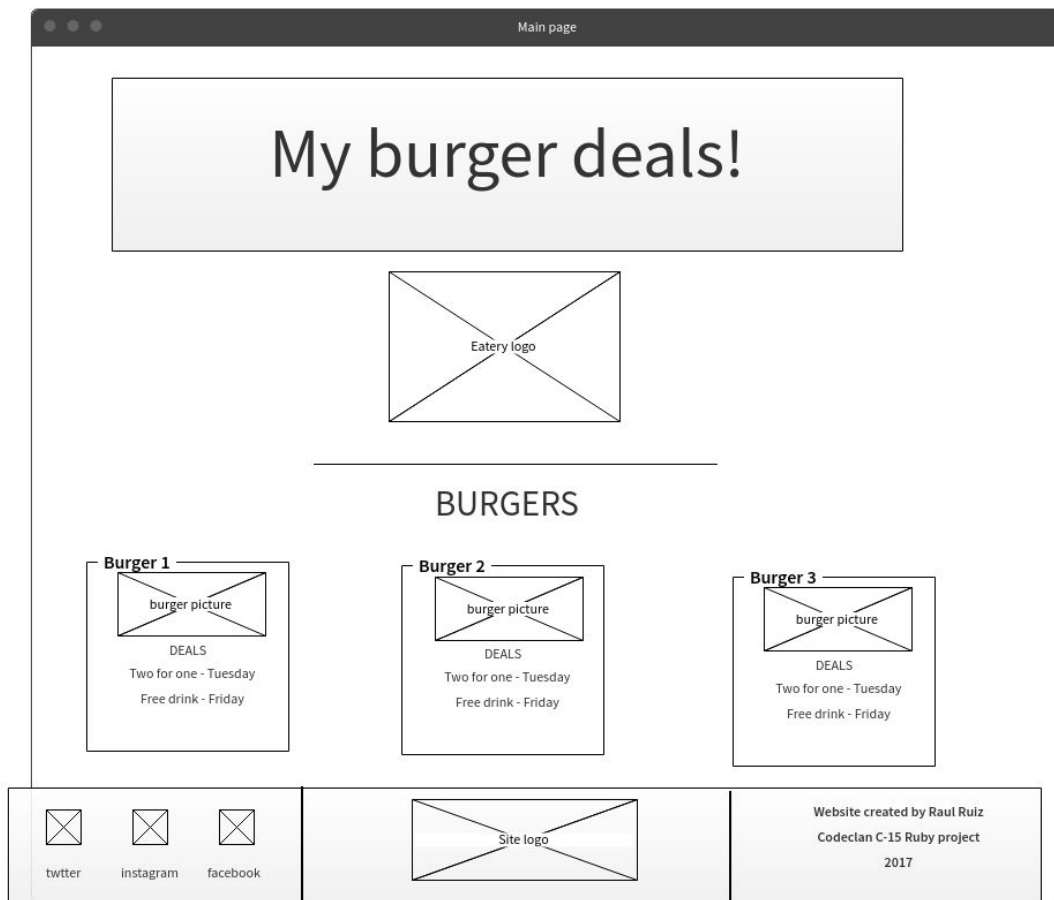 Main page
My burger deals!
Eatery logo
BURGERS
Burger 1
burger picture
DEALS
Two for one - Tuesday
Free drink - Friday
Burger 2
burger picture
DEALS
Two for one - Tuesday
Free drink - Friday
Burger 3
burger picture
DEALS
Two for one - Tuesday
Free drink - Friday
twtter
instagram
facebook
Site logo
Website created by Raul Ruiz
Codeclan C-15 Ruby project
2017